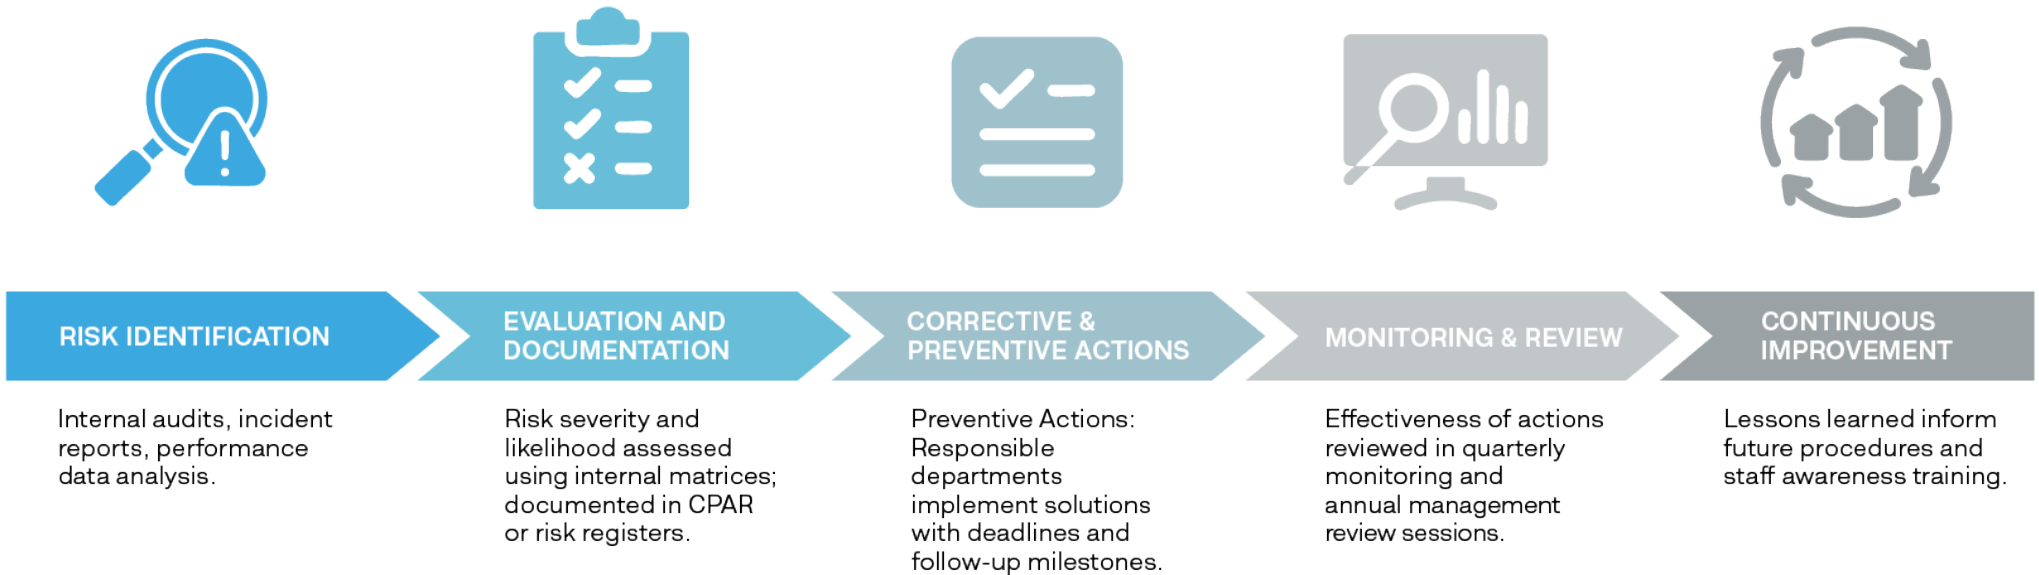 RISK IDENTIFICATION
Internal audits, incident
reports, performance
data analysis.
EVALUATION AND
DOCUMENTATION
Risk severity and
likelihood assessed
using internal matrices;
documented in CPAR
or risk registers.
CORRECTIVE &
PREVENTIVE ACTIONS
Preventive Actions:
Responsible
departments
implement solutions
with deadlines and
follow-up milestones.
MONITORING & REVIEW
Effectiveness of actions
reviewed in quarterly
monitoring and
annual management
review sessions.
CONTINUOUS
IMPROVEMENT
Lessons learned inform
future procedures and
staff awareness training.